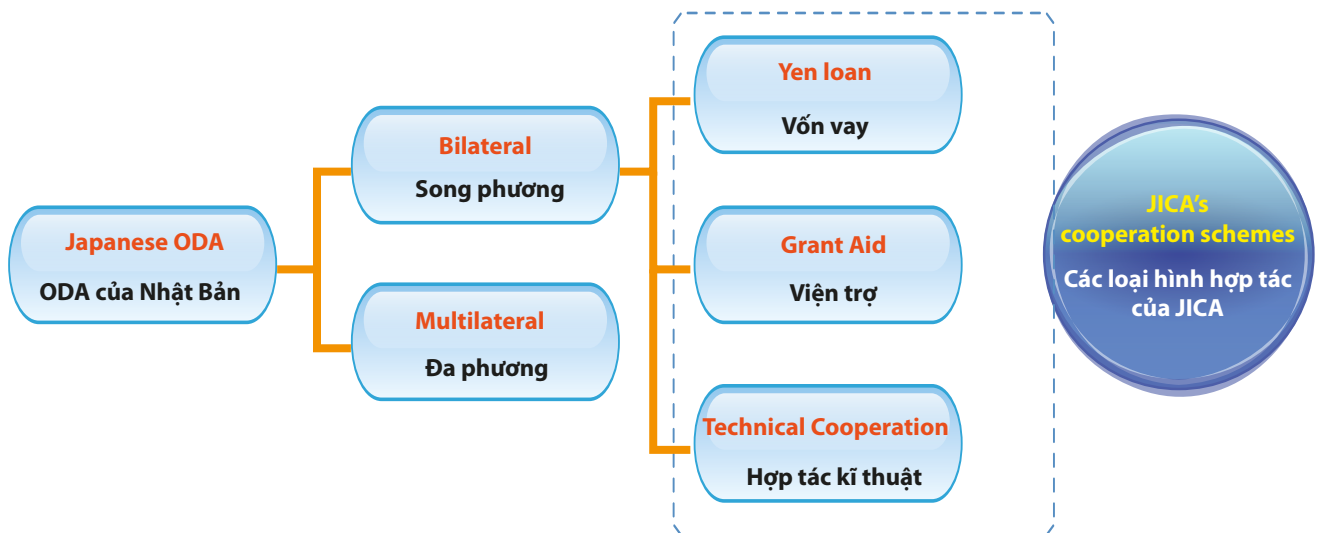 Japanese ODA
ODA của Nhật Bản
Bilateral
Song phương
Multilateral
Đa phương
Yen loan
Vốn vay
Grant Aid
Viện trợ
Technical Cooperation
Hợp tác kĩ thuật
JICA’s
cooperation schemes
Các loại hình hợp tác
của JICA